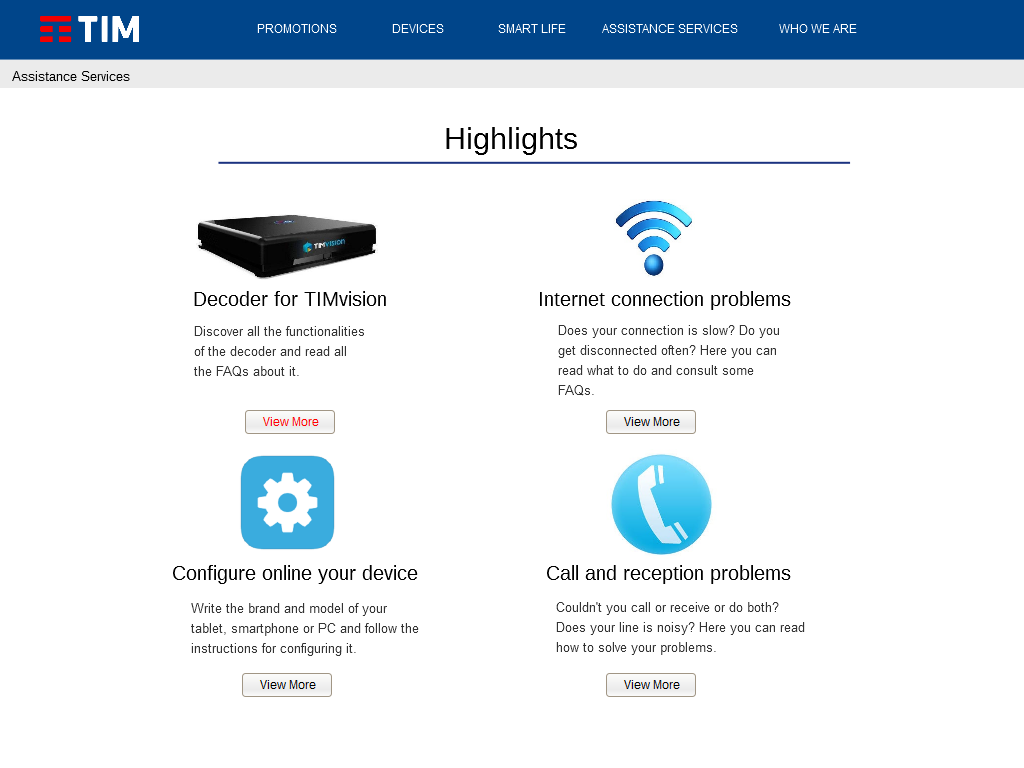 TIM
PROMOTIONS
DEVICES
SMART LIFE
ASSISTANCE SERVICES
WHO WE ARE
Assistance Services
Highlights
TIMVISION
Decoder for TIMvision
Discover all the functionalities
of the decoder and read all
the FAQs about it.
View More
Internet connection problems
Does your connection is slow? Do you
get disconnected often? Here you can
read what to do and consult some
FAQs.
View More
Configure online your device
Write the brand and model of your
tablet, smartphone or PC and follow the
instructions for configuring it.
View More
Call and reception problems
Couldn't you call or receive or do both?
Does your line is noisy? Here you can read
how to solve your problems.
View More